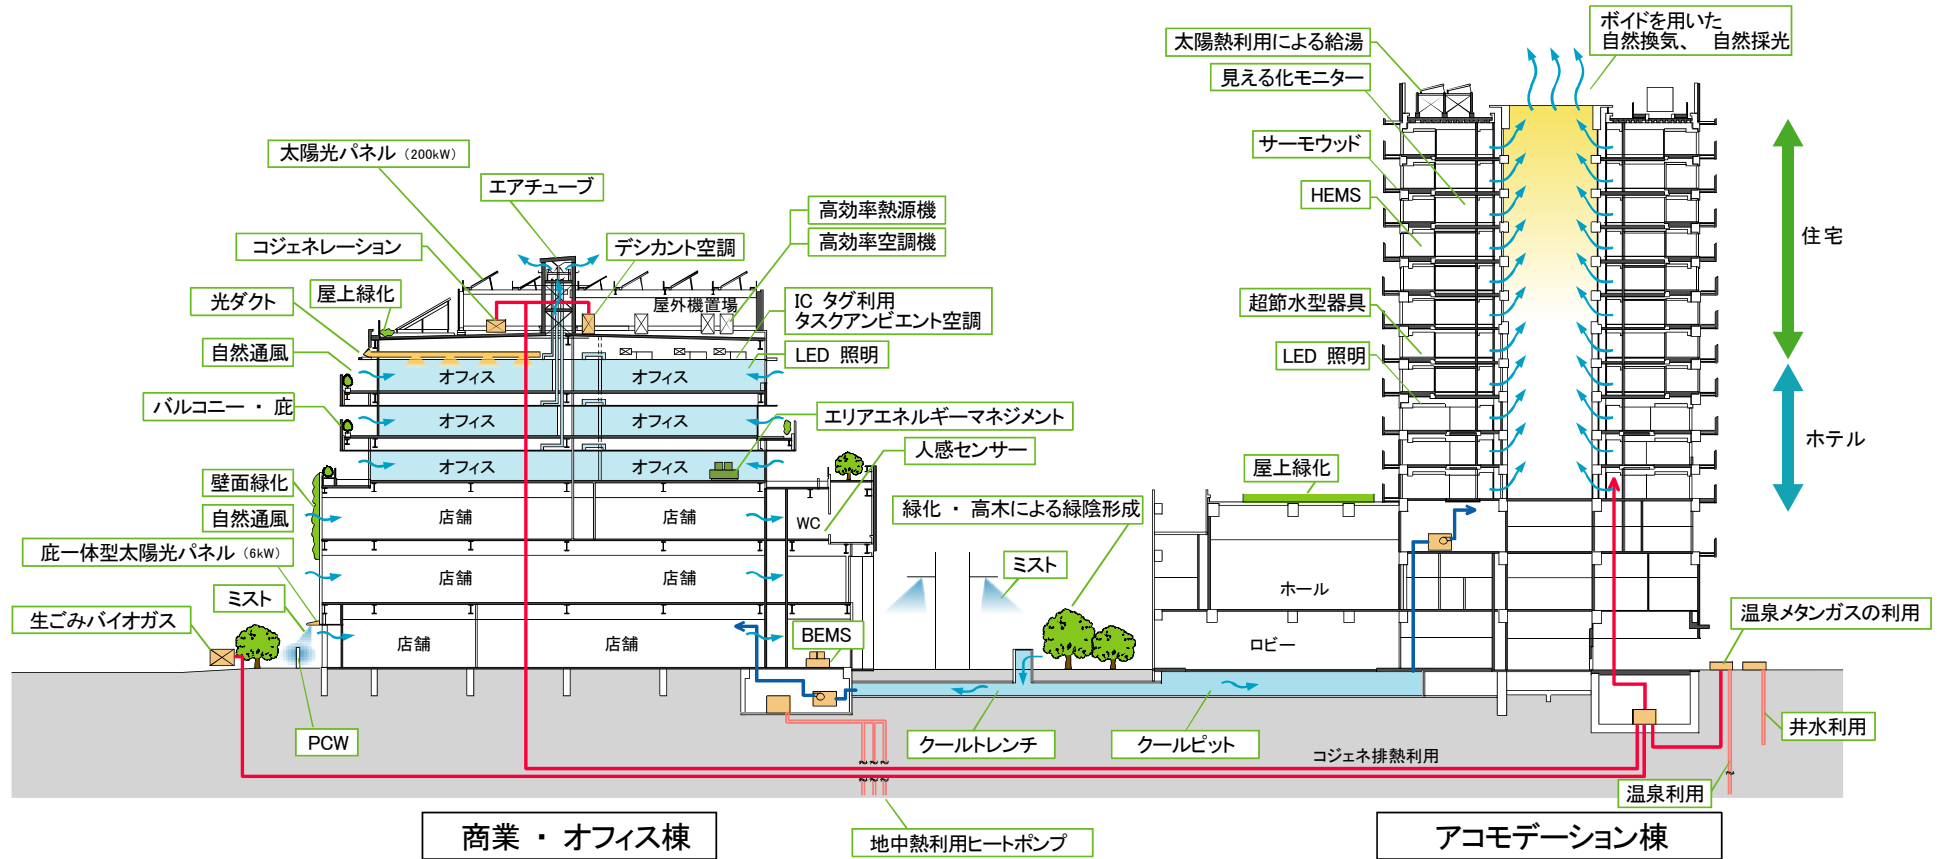 ボイドを用いた
自然換気、 自然採光
太陽熱利用による給湯
見える化モニター
サーモウッド
HEMS
超節水型器具
LED 照明
屋上緑化
住宅
ホテル
太陽光パネル (200kW)
エアチューブ
高効率熱源機
高効率空調機
コジェネレーション
デシカント空調
光ダクト
屋上緑化
屋外機置場
IC タグ利用
タスクアンビエント空調
自然通風
LED 照明
オフィス
オフィス
バルコニー ・ 庇
オフィス
オフィス
エリアエネルギーマネジメント
人感センサー
オフィス
オフィス
壁面緑化
自然通風
店舗
店舗
WC
緑化 ・ 高木による緑陰形成
庇一体型太陽光パネル (6kW)
店舗
店舗
ミスト
ホール
ミスト
生ごみバイオガス
店舗
店舗
BEMS
ロビー
温泉メタンガスの利用
PCW
クールトレンチ
クールピット
井水利用
コジェネ排熱利用
温泉利用
地中熱利用ヒートポンプ
商業 ・ オフィス棟
アコモデーション棟